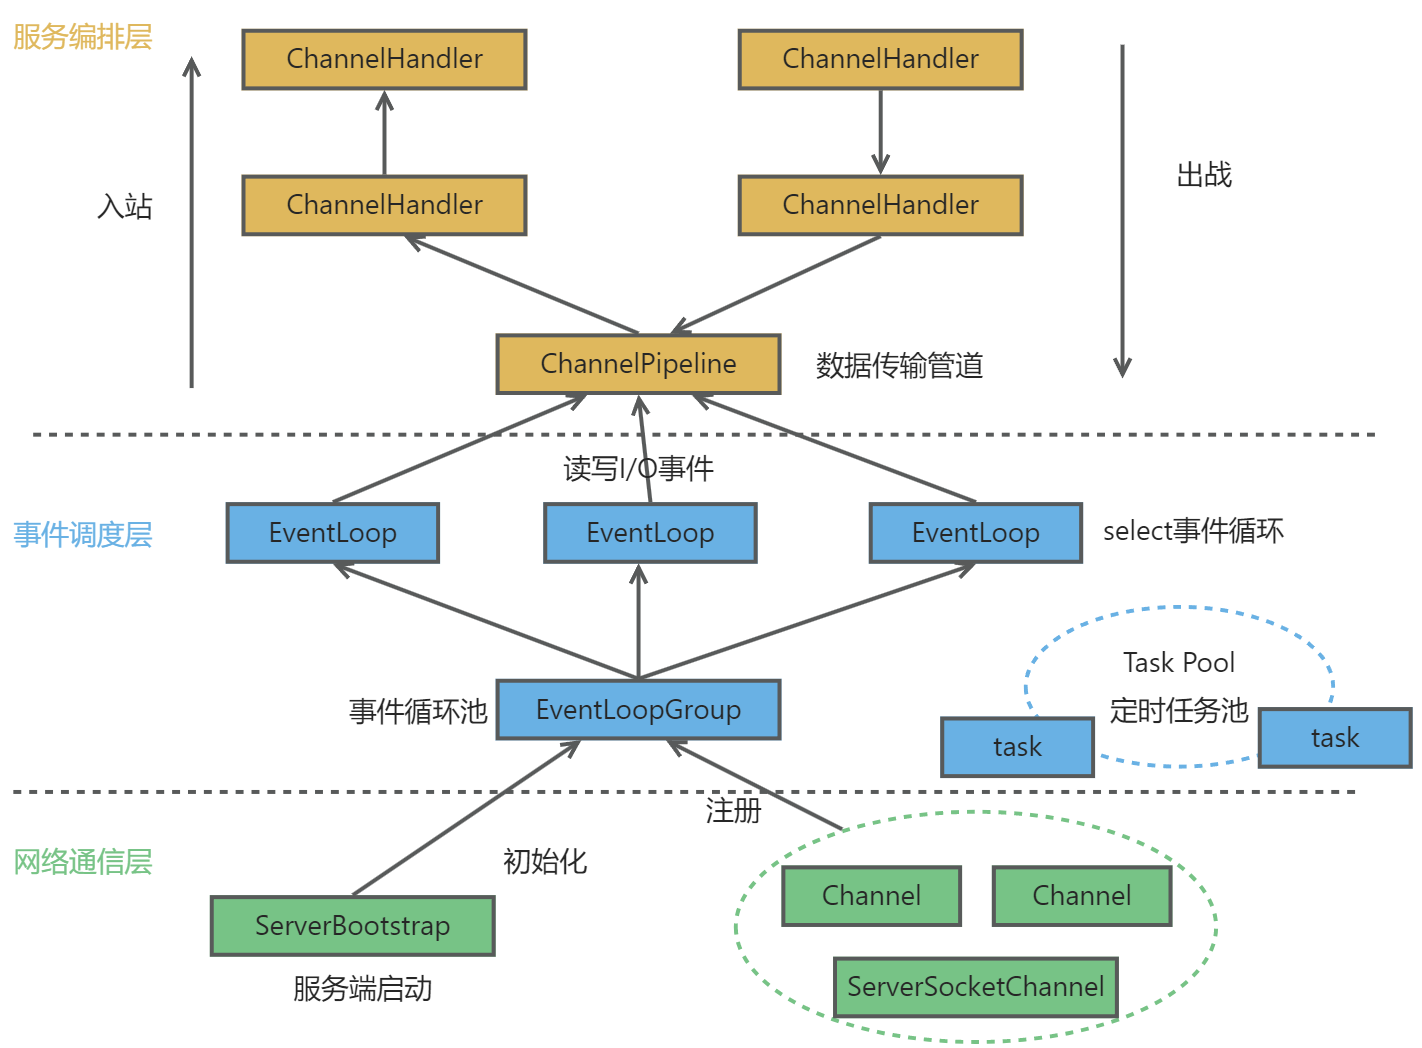 服务编排层
ChannelHandler
ChannelHandler
入站
ChannelHandler
ChannelHandler
出战
ChannelPipeline
数据传输管道
读写I/O事件
事件调度层
EventLoop
EventLoop
EventLoop
select事件循环
Task Pool
定时任务池
事件循环池
EventLoopGroup
task
task
注册
网络通信层
初始化
Channel
Channel
ServerBootstrap
服务端启动
ServerSocketChannel